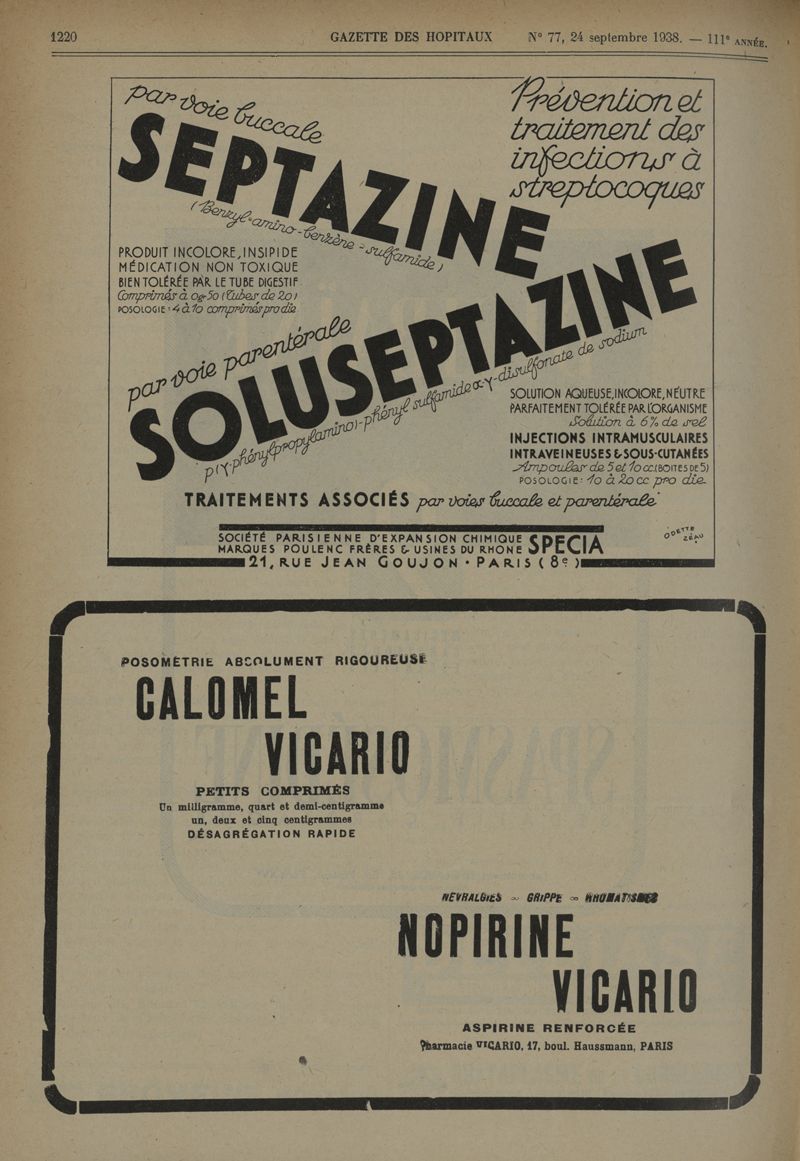 1220 GAZETTE DES HOPITAUX N° 77, 24 septembre 1938. — 111e ANNÉE.
par voie buccale
SEPTAZINE
(Benzyl-amino-benzène-sulfamide)
Prévention et
traitement des
infections à
streptocoques
PRODUIT INCOLORE, INSIPIDE
MÉDICATION NON TOXIQUE
BIEN TOLÉRÉE PAR LE TUBE DIGESTIF
Comprimés à 0gr50 (tubes de 20)
POSOLOGIE: 4 à 10 comprimés pro die
par voie parentérale
SOLUSEPTAZINE
p(γ-phénylpropylamino)-phényl sulfamide α-γ-disulfonate de sodium
SOLUTION AQUEUSE, INCOLORE, NEUTRE
PARFAITEMENT TOLÉRÉE PAR L'ORGANISME
Solution à 6% de sel
INJECTIONS INTRAMUSCULAIRES
INTRAVEINEUSES & SOUS-CUTANÉES
Ampoules de 5 et 10 cc (BOITES DE 5)
POSOLOGIE: 10 à 20 cc pro die
TRAITEMENTS ASSOCIÉS par voies buccale et parentérale
SOCIÉTÉ PARISIENNE D'EXPANSION CHIMIQUE
MARQUES POULENC FRÈRES & USINES DU RHONE SPECIA
21, RUE JEAN GOUJON • PARIS (8e)
ODETTE
ZÉAU
POSOMÉTRIE ABSOLUMENT RIGOUREUSE
CALOMEL
VICARIO
PETITS COMPRIMÉS
Un milligramme, quart et demi-centigramme
un, deux et cinq centigrammes
DÉSAGRÉGATION RAPIDE
NÉVRALGIES ∞ GRIPPE ∞ RHUMATISMES
NOPIRINE
VICARIO
ASPIRINE RENFORCÉE
Pharmacie VICARIO, 17, boul. Haussmann, PARIS